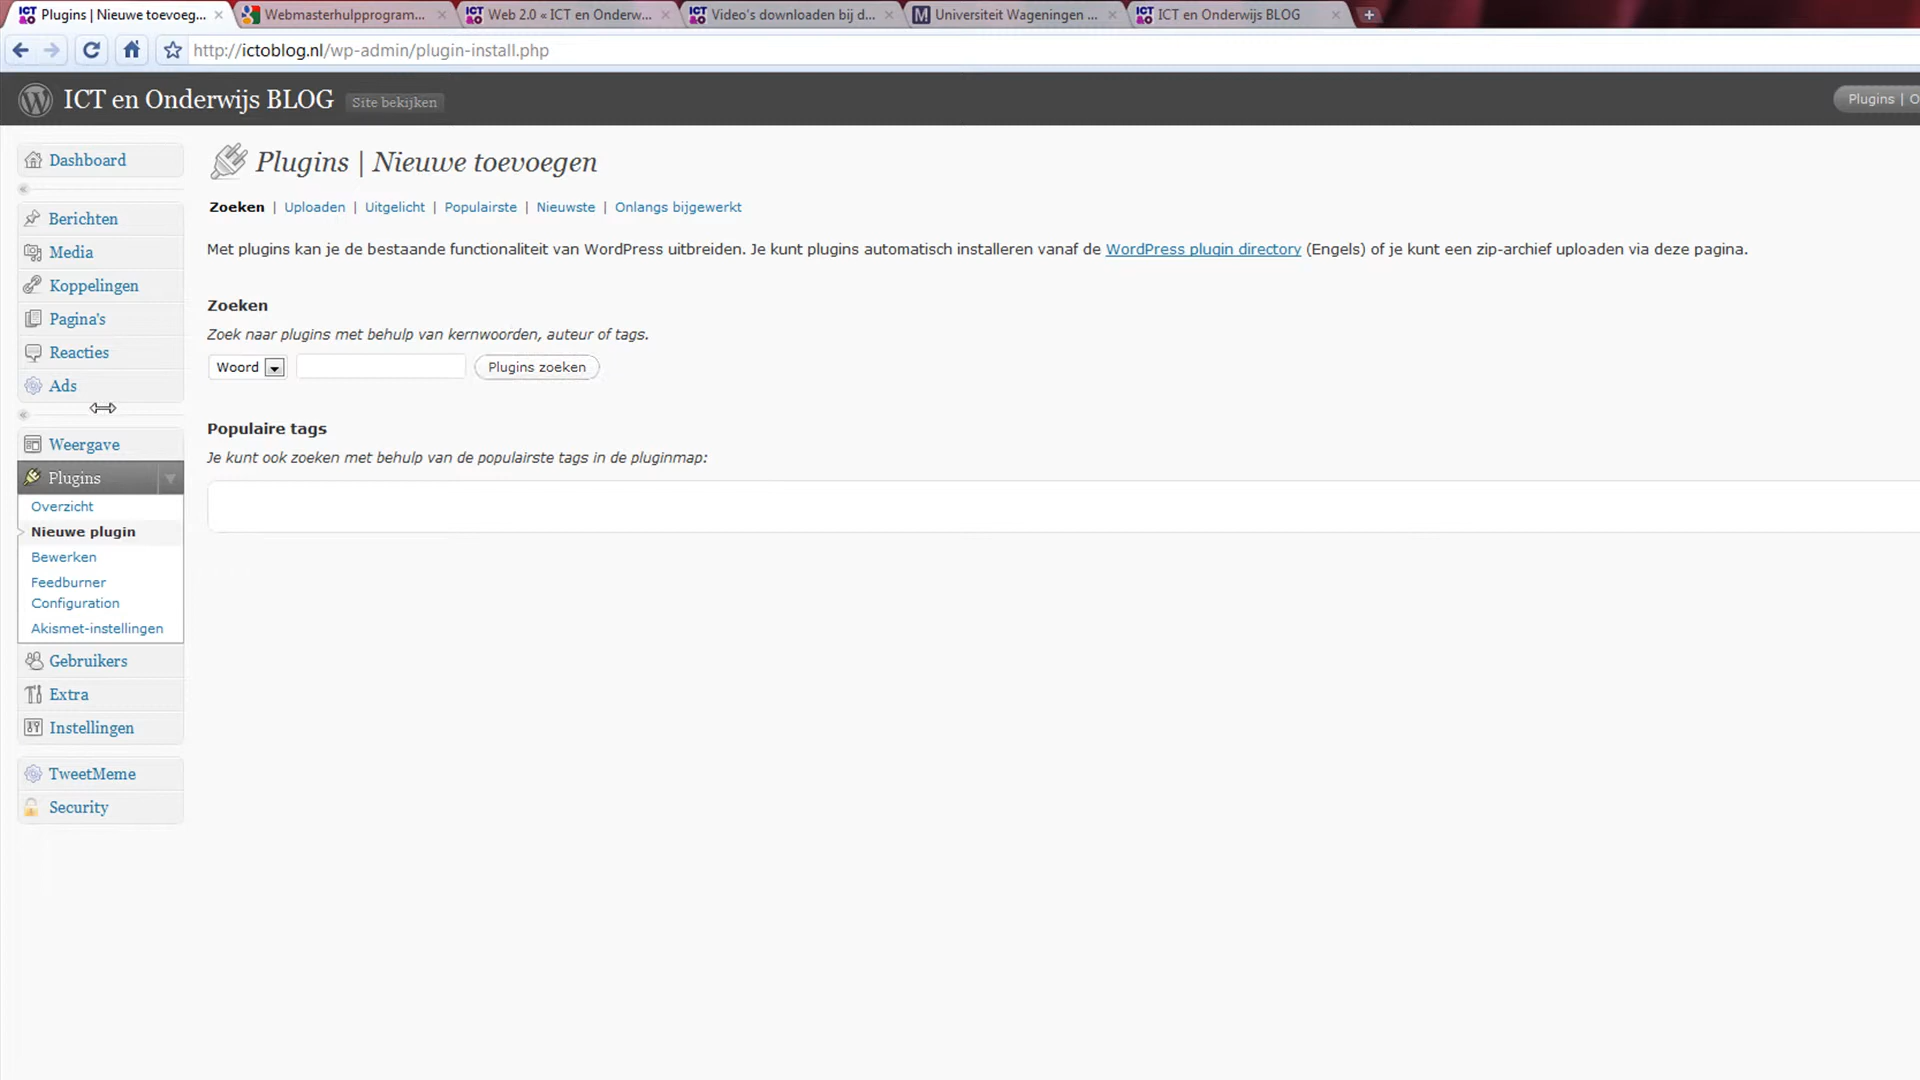 Plugins | Nieuwe toevoeg...
Webmasterhulpprogram...
Web 2.0 « ICT en Onderw...
Video's downloaden bij d...
Universiteit Wageningen ...
ICT en Onderwijs BLOG
http://ictoblog.nl/wp-admin/plugin-install.php
ICT en Onderwijs BLOG
Site bekijken
Plugins | O
Dashboard
Berichten
Media
Koppelingen
Pagina's
Reacties
Ads
Weergave
Plugins
Overzicht
Nieuwe plugin
Bewerken
Feedburner
Configuration
Akismet-instellingen
Gebruikers
Extra
Instellingen
TweetMeme
Security
Plugins | Nieuwe toevoegen
Zoeken | Uploaden | Uitgelicht | Populairste | Nieuwste | Onlangs bijgewerkt
Met plugins kan je de bestaande functionaliteit van WordPress uitbreiden. Je kunt plugins automatisch installeren vanaf de WordPress plugin directory (Engels) of je kunt een zip-archief uploaden via deze pagina.
Zoeken
Zoek naar plugins met behulp van kernwoorden, auteur of tags.
Woord
Plugins zoeken
Populaire tags
Je kunt ook zoeken met behulp van de populairste tags in de pluginmap: